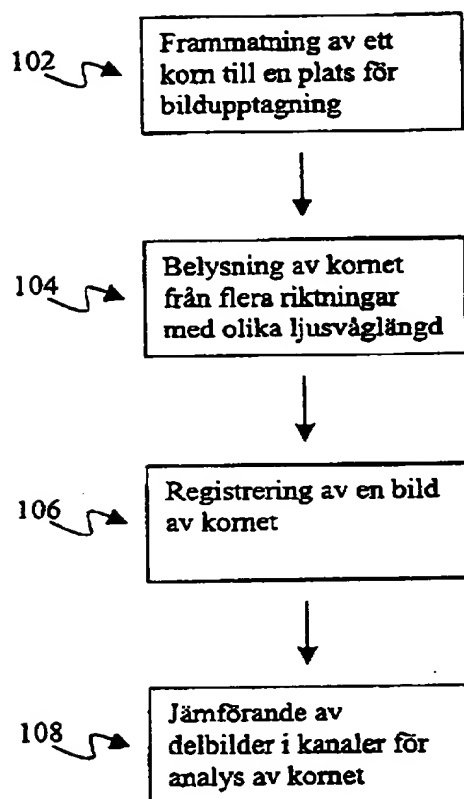 102
Frammatning av ett
korn till en plats för
bildupptagning
104
Belysning av kornet
från flera riktningar
med olika ljusvåglängd
106
Registrering av en bild
av kornet
108
Jämförande av
delbilder i kanaler för
analys av kornet